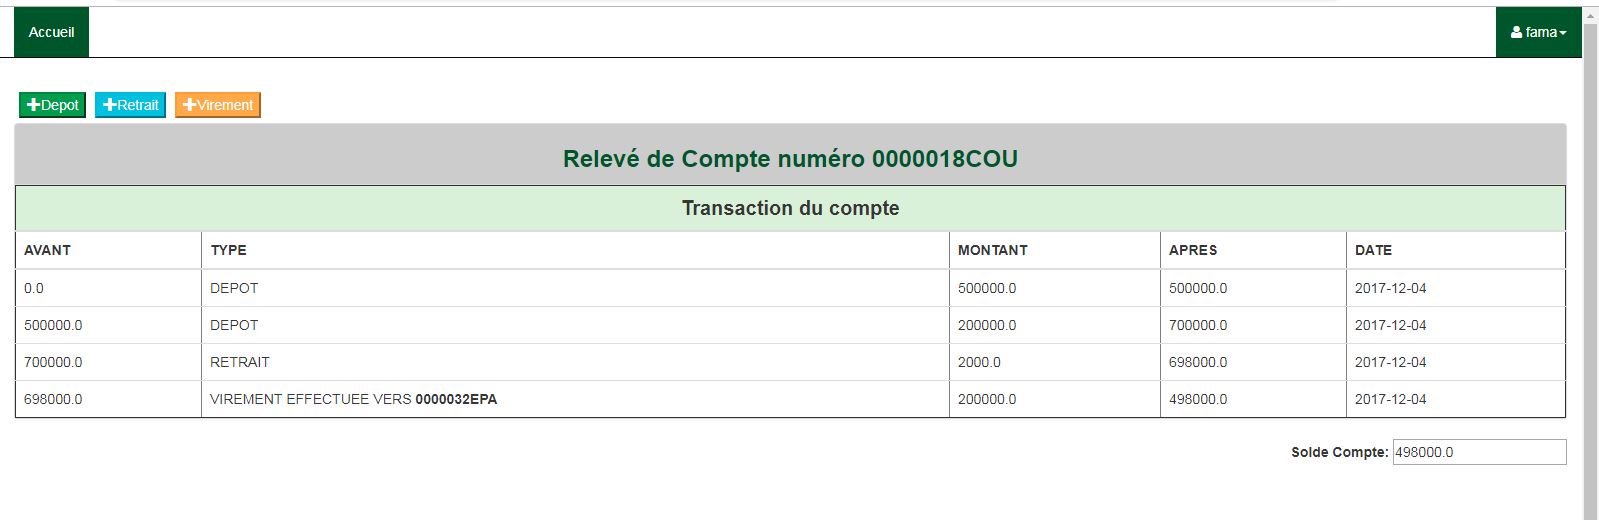 Accueil fama
Depot Retrait Virement
Relevé de Compte numéro 0000018COU
Transaction du compte
AVANT TYPE MONTANT APRES DATE
0.0 DEPOT 500000.0 500000.0 2017-12-04
500000.0 DEPOT 200000.0 700000.0 2017-12-04
700000.0 RETRAIT 2000.0 698000.0 2017-12-04
698000.0 VIREMENT EFFECTUEE VERS 0000032EPA 200000.0 498000.0 2017-12-04
Solde Compte: 498000.0